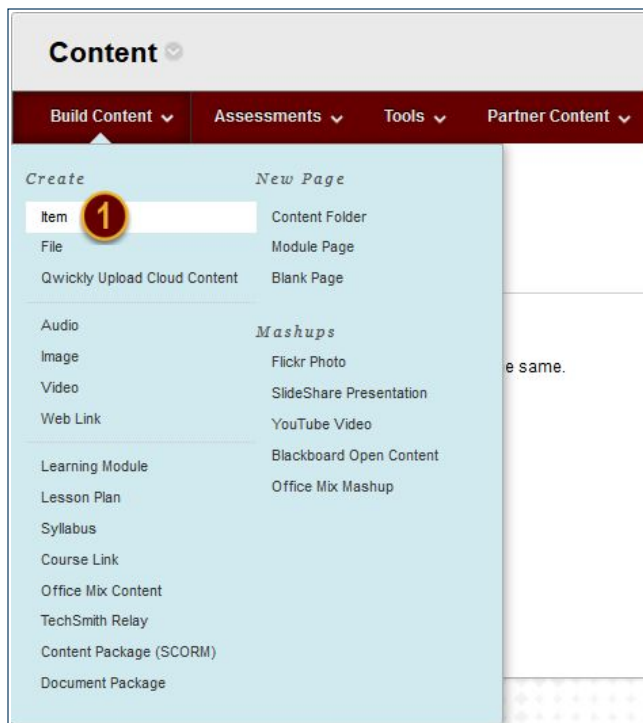 Content
Build Content
Assessments
Tools
Partner Content
Create
Item
1
File
Qwickly Upload Cloud Content
Audio
Image
Video
Web Link
Learning Module
Lesson Plan
Syllabus
Course Link
Office Mix Content
TechSmith Relay
Content Package (SCORM)
Document Package
New Page
Content Folder
Module Page
Blank Page
Mashups
Flickr Photo
SlideShare Presentation
YouTube Video
Blackboard Open Content
Office Mix Mashup
e same.